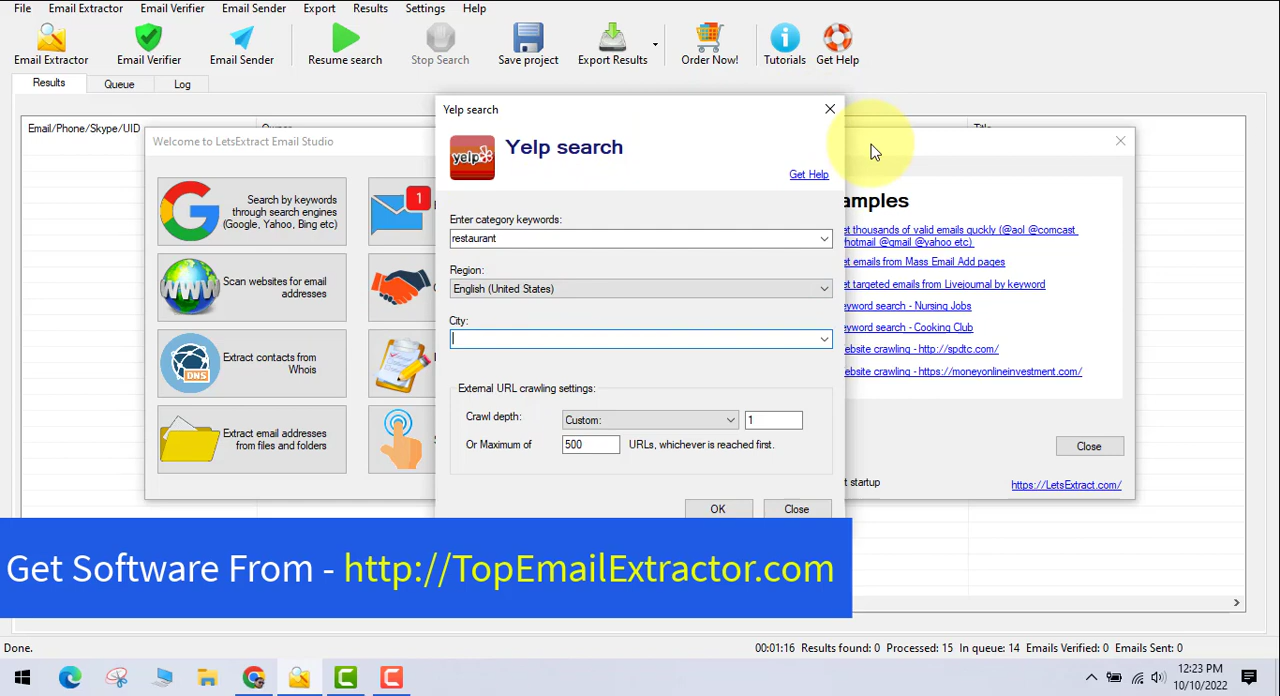 File Email Extractor Email Verifier Email Sender Export Results Settings Help
Email Extractor Email Verifier Email Sender Resume search Stop Search Save project Export Results Order Now! Tutorials Get Help
Results Queue Log
Email/Phone/Skype/UID
Title
Welcome to LetsExtract Email Studio
Search by keywords
through search engines
(Google, Yahoo, Bing etc)
1
Scan websites for email
addresses
WWW
Extract contacts from
Whois
DNS
Extract email addresses
from files and folders
Yelp search
yelp
Yelp search
Get Help
Enter category keywords:
restaurant
Region:
English (United States)
City:
External URL crawling settings:
Crawl depth: Custom: 1
Or Maximum of 500 URLs, whichever is reached first.
OK Close
amples
et thousands of valid emails quckly (@aol @comcast
hotmail @gmail @yahoo etc)
et emails from Mass Email Add pages
et targeted emails from Livejournal by keyword
eyword search - Nursing Jobs
eyword search - Cooking Club
ebsite crawling - http://spdtc.com/
ebsite crawling - https://moneyonlineinvestment.com/
Close
t startup
https://LetsExtract.com/
Get Software From - http://TopEmailExtractor.com
Done. 00:01:16 Results found: 0 Processed: 15 In queue: 14 Emails Verified: 0 Emails Sent: 0
12:23 PM
10/10/2022